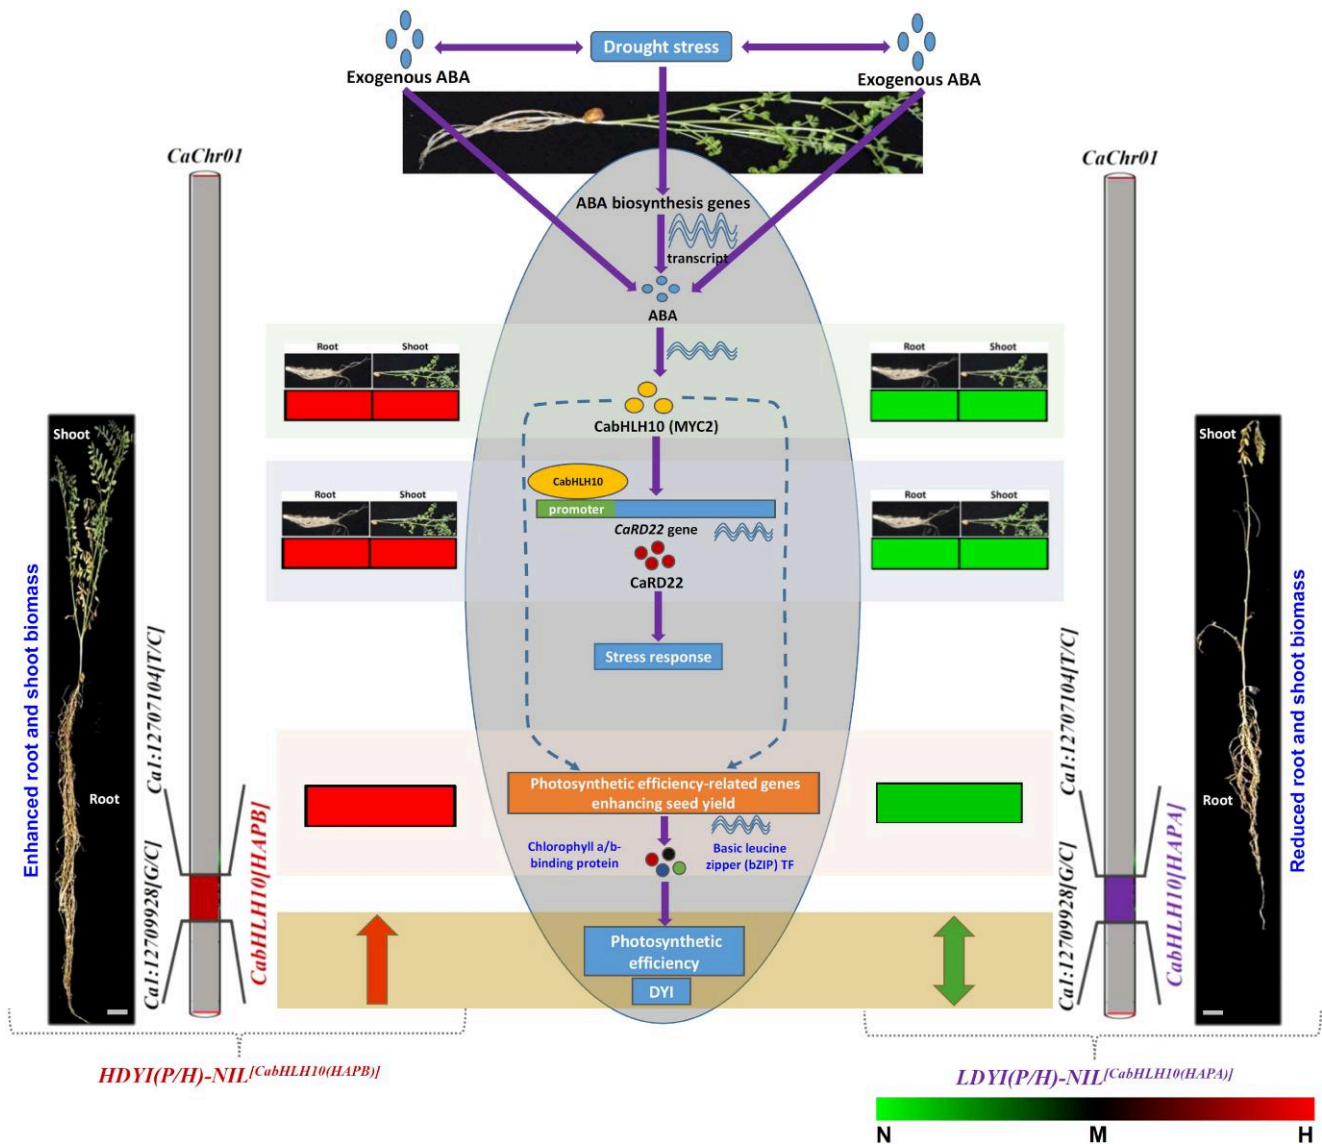 Drought stress
Exogenous ABA
Exogenous ABA
CaChr01
CaChr01
ABA biosynthesis genes
transcript
ABA
Root Shoot
Root Shoot
CabHLH10 (MYC2)
Shoot
Shoot
Root Shoot
Root Shoot
CabHLH10
promoter
CaRD22 gene
CaRD22
Stress response
Enhanced root and shoot biomass
Root
Ca1:12707104[T/C]
Ca1:12709928[G/C]
CabHLH10[HAPB]
Photosynthetic efficiency-related genes
enhancing seed yield
Chlorophyll a/b-
binding protein
Basic leucine
zipper (bZIP) TF
Photosynthetic
efficiency
DYI
Ca1:12707104[T/C]
Ca1:12709928[G/C]
CabHLH10[HAPA]
Root
Reduced root and shoot biomass
HDYI(P/H)-NIL[CabHLH10(HAPB)]
LDYI(P/H)-NIL[CabHLH10(HAPA)]
N M H